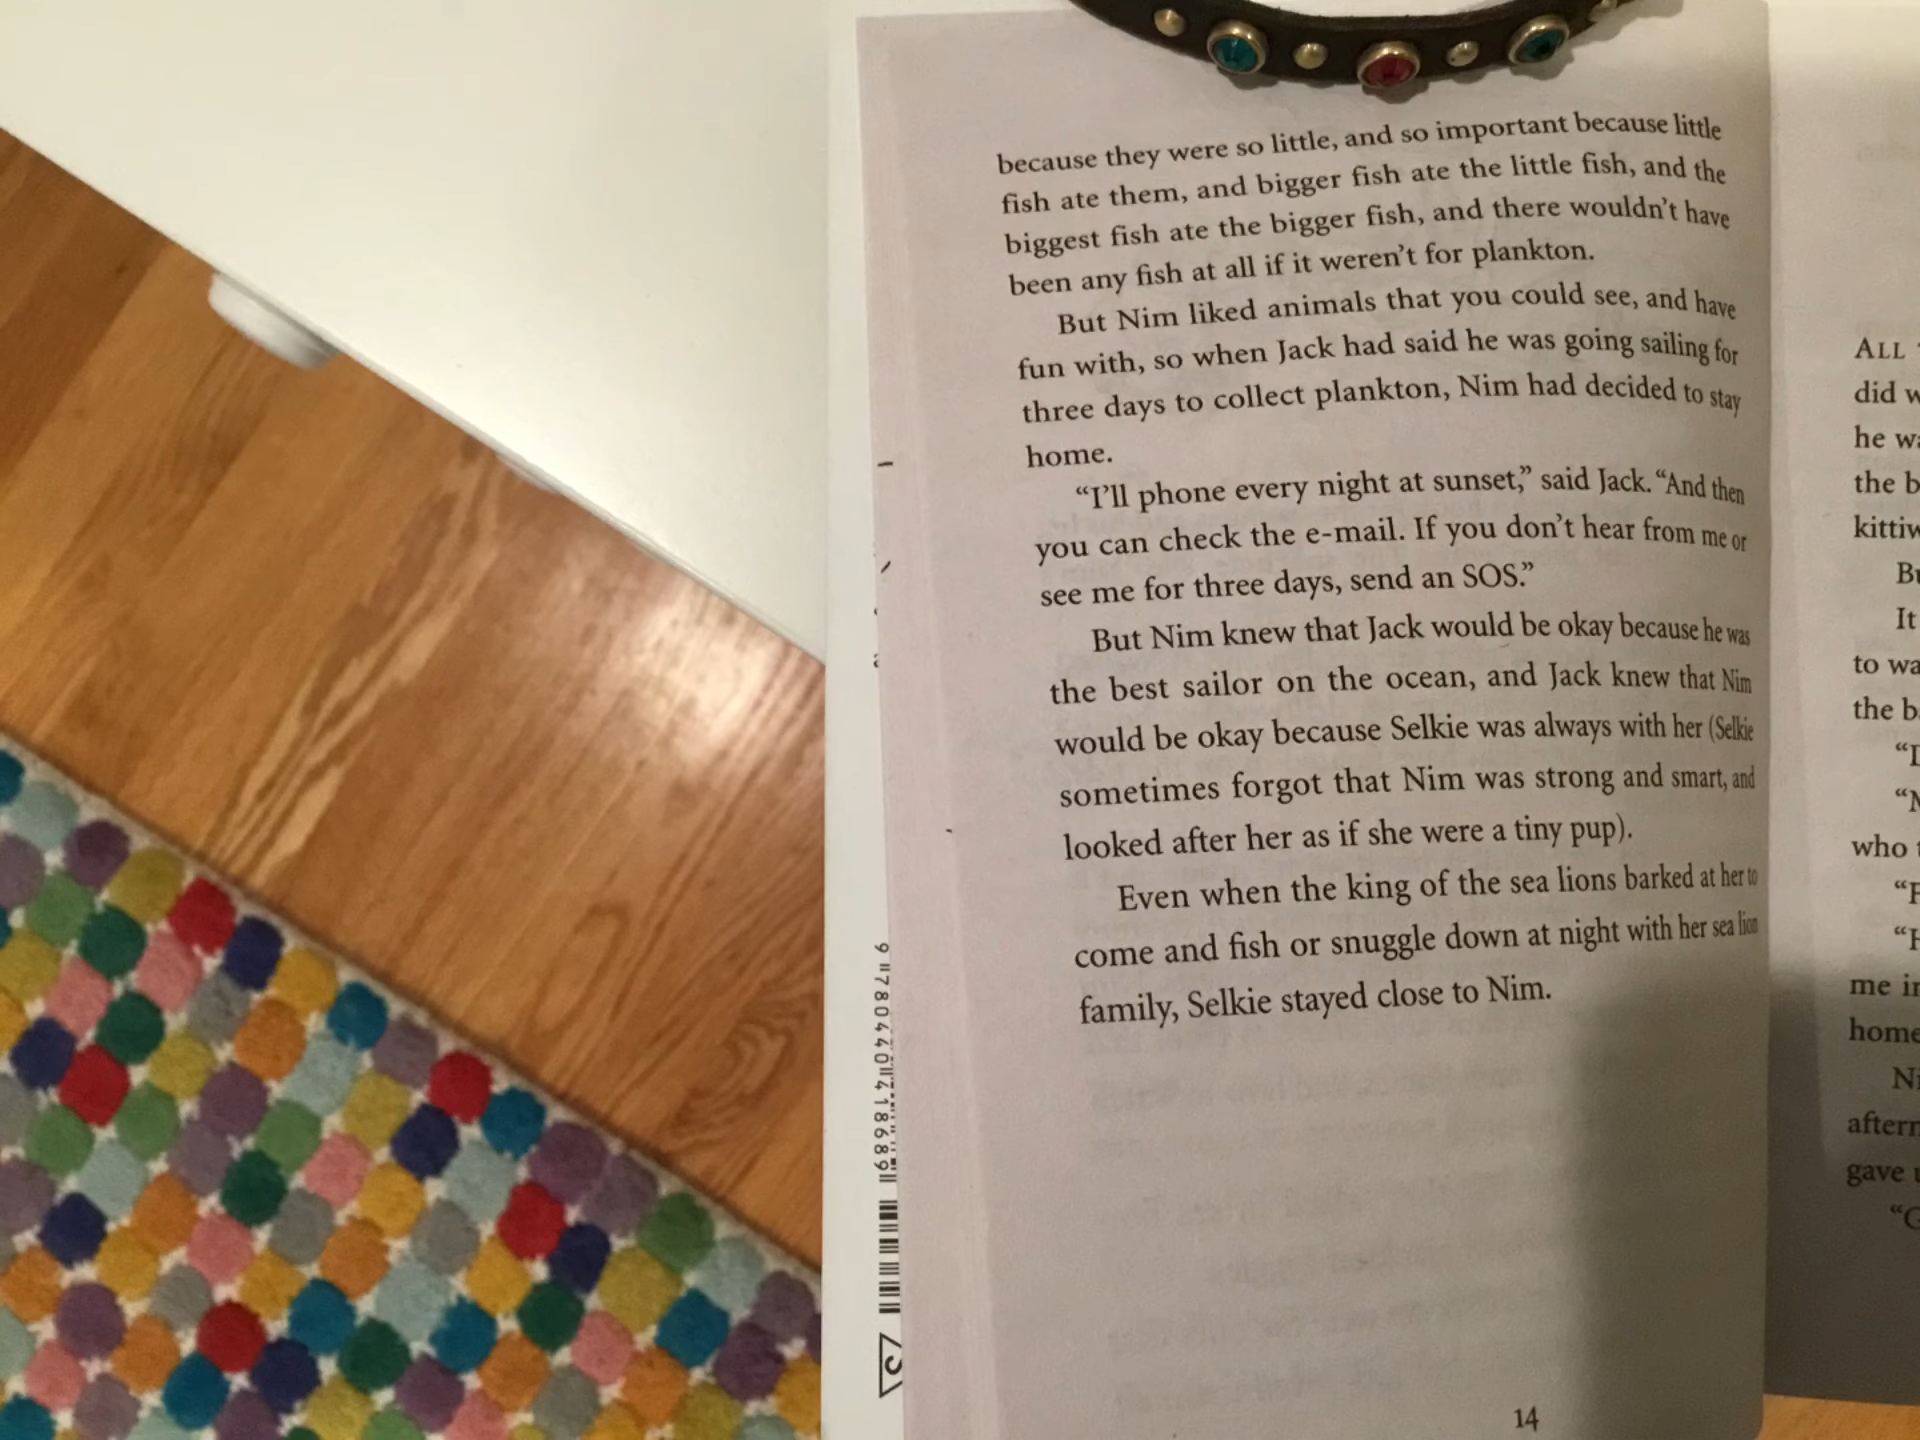 because they were so little, and so important because little
fish ate them, and bigger fish ate the little fish, and the
biggest fish ate the bigger fish, and there wouldn't have
been any fish at all if it weren't for plankton.
But Nim liked animals that you could see, and have
fun with, so when Jack had said he was going sailing for
three days to collect plankton, Nim had decided to stay
home.
“I'll phone every night at sunset,” said Jack. “And then
you can check the e-mail. If you don't hear from me or
see me for three days, send an SOS.”
But Nim knew that Jack would be okay because he was
the best sailor on the ocean, and Jack knew that Nim
would be okay because Selkie was always with her (Selkie
sometimes forgot that Nim was strong and smart, and
looked after her as if she were a tiny pup).
Even when the king of the sea lions barked at her to
come and fish or snuggle down at night with her sea lion
family, Selkie stayed close to Nim.
14
9 780440 418689
ALL
did
he
the
It
to
the
who
me
home
gave